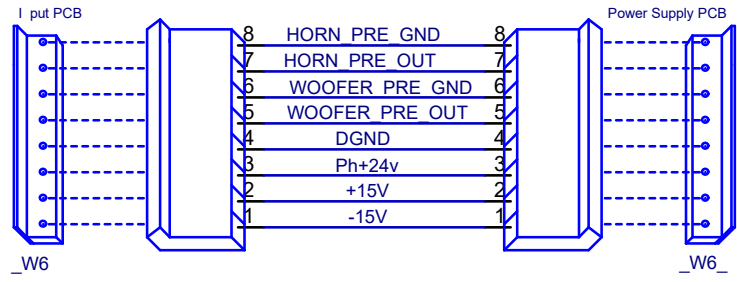 I put PCB
Power Supply PCB
8 HORN_PRE_GND 8
7 HORN_PRE_OUT 7
6 WOOFER_PRE_GND 6
5 WOOFER_PRE_OUT 5
4 DGND 4
3 Ph+24v 3
2 +15V 2
1 -15V 1
_W6
_W6_